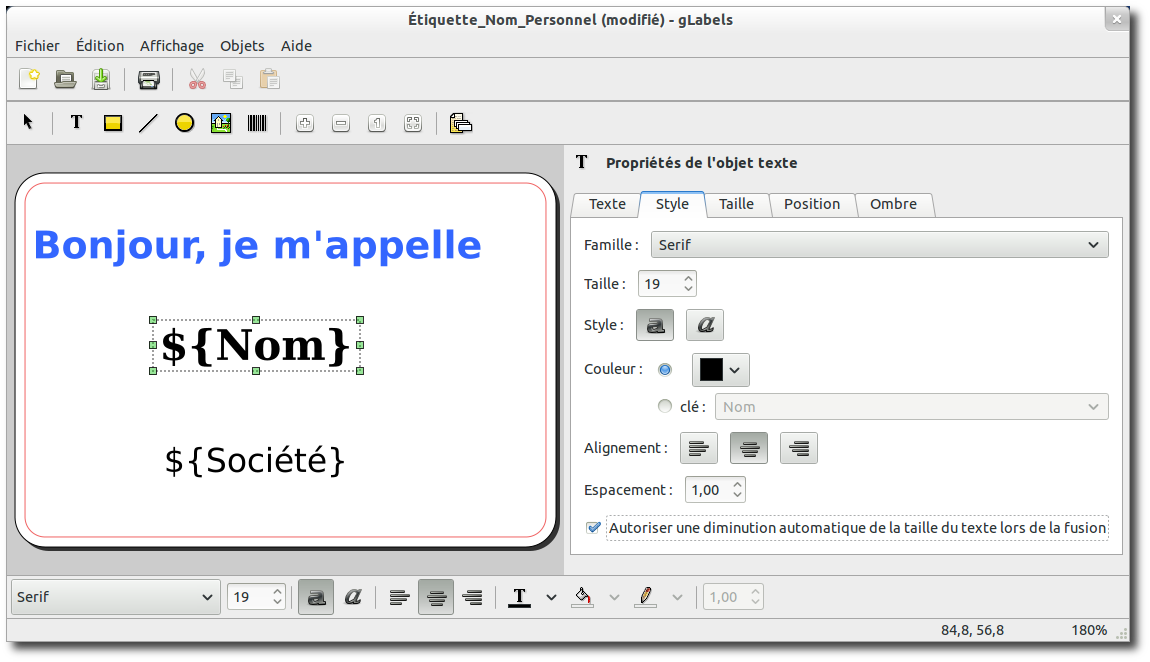 Étiquette_Nom_Personnel (modifié) - gLabels
Fichier Édition Affichage Objets Aide
T
1
Bonjour, je m'appelle
${Nom}
${Société}
T Propriétés de l'objet texte
Texte Style Taille Position Ombre
Famille : Serif
Taille : 19
Style : a a
Couleur :
clé : Nom
Alignement :
Espacement : 1,00
Autoriser une diminution automatique de la taille du texte lors de la fusion
Serif 19 a a T 1,00
84,8, 56,8 180%